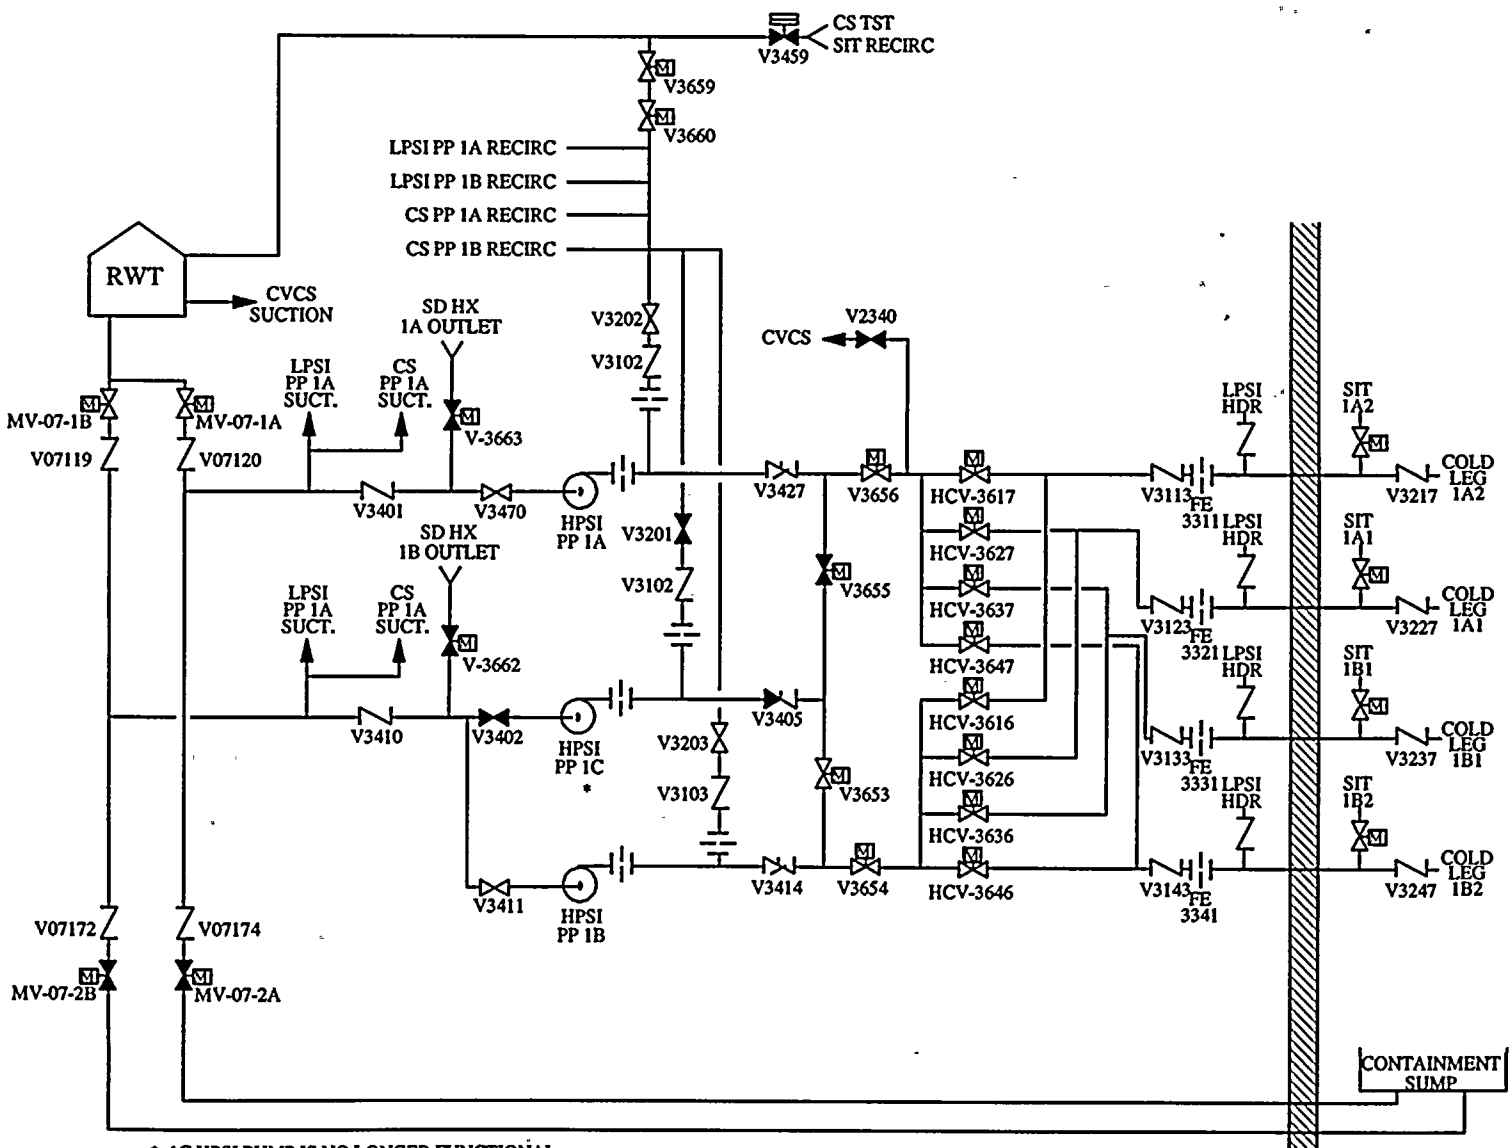 CS TST
SIT RECIRC
V3459
M
V3659
M
V3660
LPSI PP 1A RECIRC
LPSI PP 1B RECIRC
CS PP 1A RECIRC
CS PP 1B RECIRC
RWT
CVCS
SUCTION
SD HX
1A OUTLET
V3202
V3102
V2340
CVCS
LPSI
PP 1A
SUCT.
CS
PP 1A
SUCT.
M
MV-07-1B
M
MV-07-1A
M
V-3663
V07119
V07120
V3401
V3470
HPSI
PP 1A
V3427
M
V3656
M
HCV-3617
LPSI
HDR
SIT
1A2
M
V3113
FE
3311
V3217
COLD
LEG
1A2
SD HX
1B OUTLET
V3201
V3102
M
V3655
M
HCV-3627
M
HCV-3637
M
HCV-3647
LPSI
HDR
SIT
1A1
M
V3123
FE
3321
V3227
COLD
LEG
1A1
LPSI
PP 1A
SUCT.
CS
PP 1A
SUCT.
M
V-3662
V3410
V3402
HPSI
PP 1C
*
V3405
M
HCV-3616
M
HCV-3626
M
HCV-3636
LPSI
HDR
SIT
1B1
M
V3133
FE
3331
V3237
COLD
LEG
1B1
V3203
V3103
M
V3653
V3411
HPSI
PP 1B
V3414
M
V3654
M
HCV-3646
LPSI
HDR
SIT
1B2
M
V3143
FE
3341
V3247
COLD
LEG
1B2
V07172
V07174
M
MV-07-2B
M
MV-07-2A
CONTAINMENT
SUMP
* 1C HPSI PUMP IS NO LONGER FUNCTIONAL